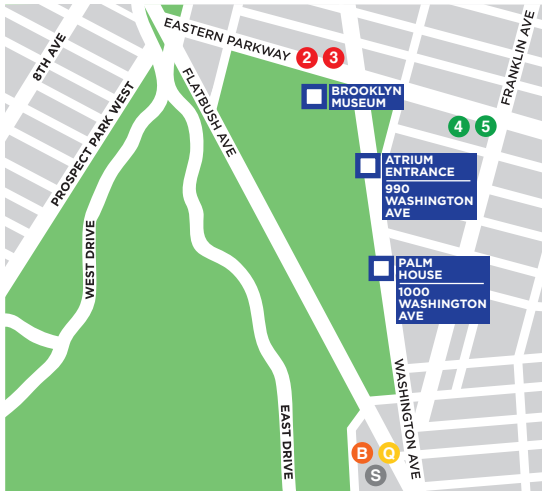 EASTERN PARKWAY
2 3
FRANKLIN AVE
8TH AVE
FLATBUSH AVE
PROSPECT PARK WEST
BROOKLYN
MUSEUM
4 5
ATRIUM
ENTRANCE
990
WASHINGTON
AVE
WEST DRIVE
PALM
HOUSE
1000
WASHINGTON
AVE
WASHINGTON AVE
EAST DRIVE
B Q
S